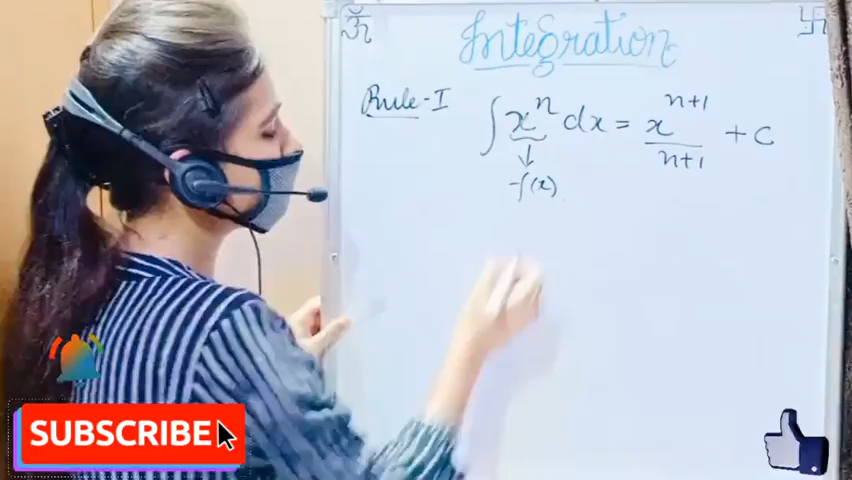 ॐ 卐
Integration
Rule-I ∫ xⁿ dx = xⁿ⁺¹/n+1 + c
f(x)
SUBSCRIBE